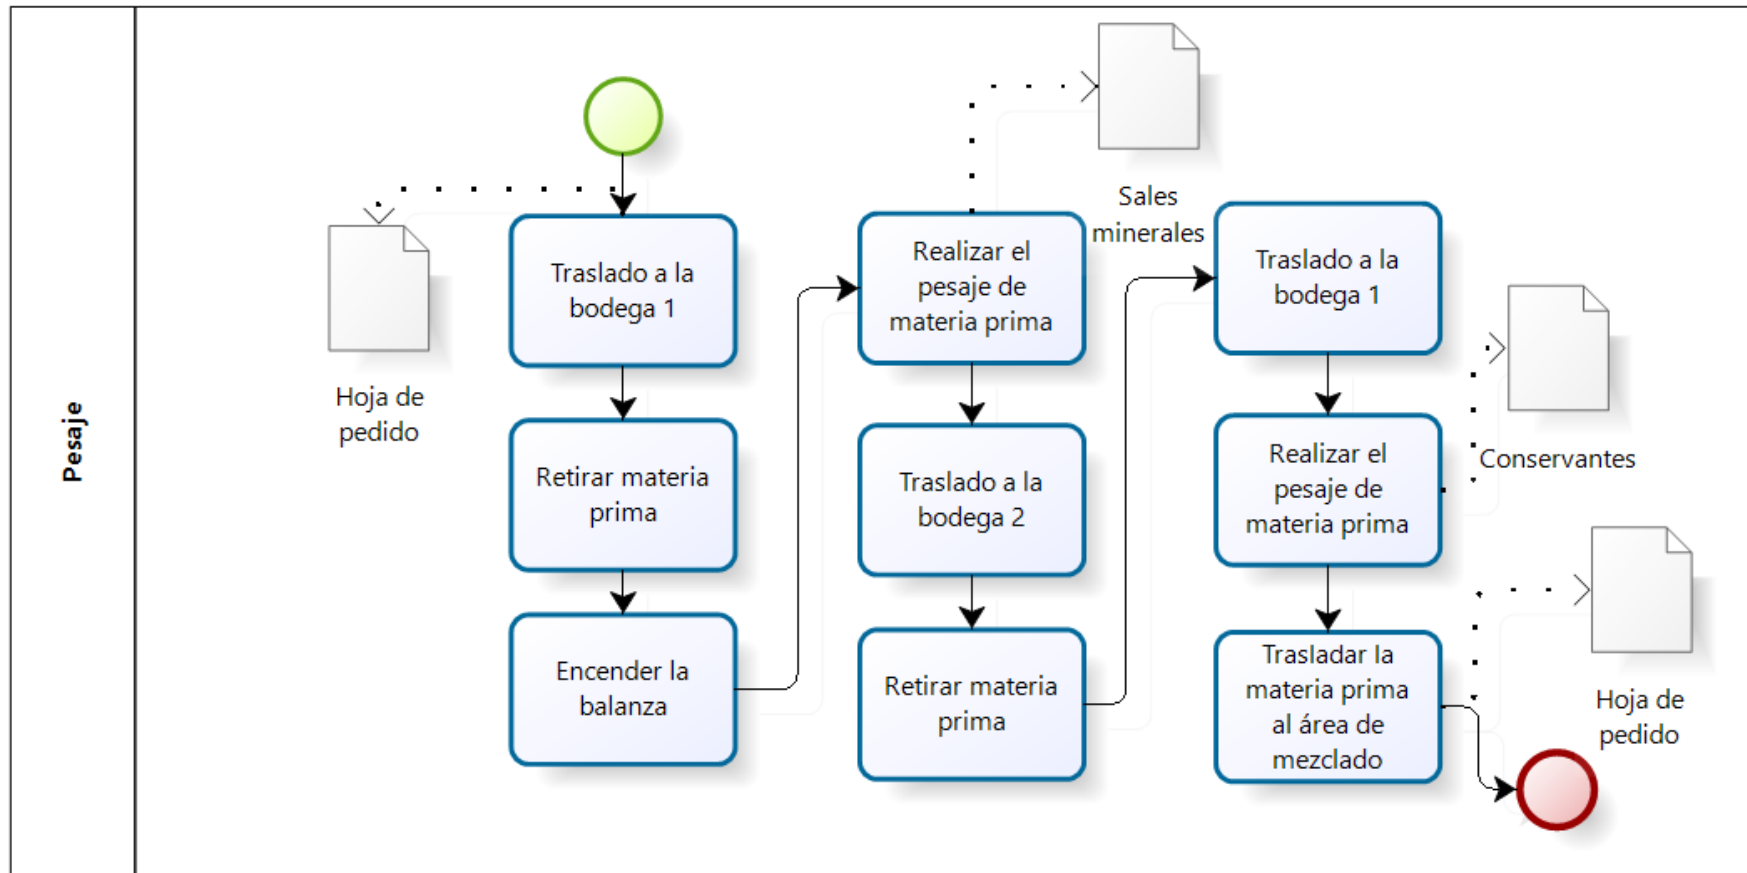 Pesaje
Hoja de
pedido
Traslado a la
bodega 1
Retirar materia
prima
Encender la
balanza
Realizar el
pesaje de
materia prima
Sales
minerales
Traslado a la
bodega 2
Retirar materia
prima
Traslado a la
bodega 1
Realizar el
pesaje de
materia prima
Conservantes
Trasladar la
materia prima
al área de
mezclado
Hoja de
pedido